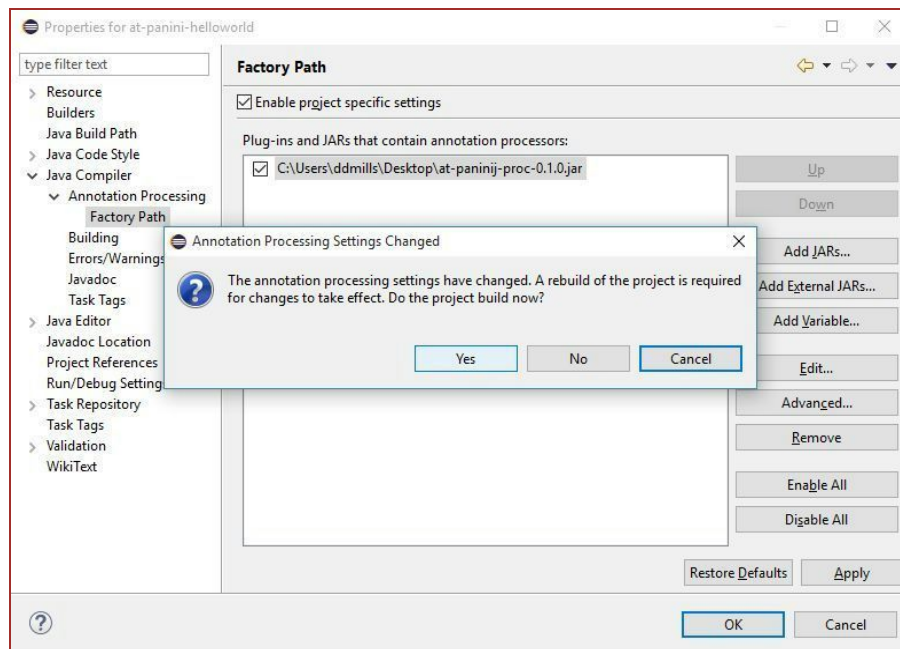 Properties for at-panini-helloworld
type filter text
Resource
Builders
Java Build Path
Java Code Style
Java Compiler
Annotation Processing
Factory Path
Building
Errors/Warnings
Javadoc
Task Tags
Java Editor
Javadoc Location
Project References
Run/Debug Setting
Task Repository
Task Tags
Validation
WikiText
Factory Path
Enable project specific settings
Plug-ins and JARs that contain annotation processors:
C:\Users\ddmills\Desktop\at-paninij-proc-0.1.0.jar
Up
Down
Add JARs...
Add External JARs...
Add Variable...
Edit...
Advanced...
Remove
Enable All
Disable All
Annotation Processing Settings Changed
The annotation processing settings have changed. A rebuild of the project is required
for changes to take effect. Do the project build now?
Yes
No
Cancel
Restore Defaults
Apply
?
OK
Cancel